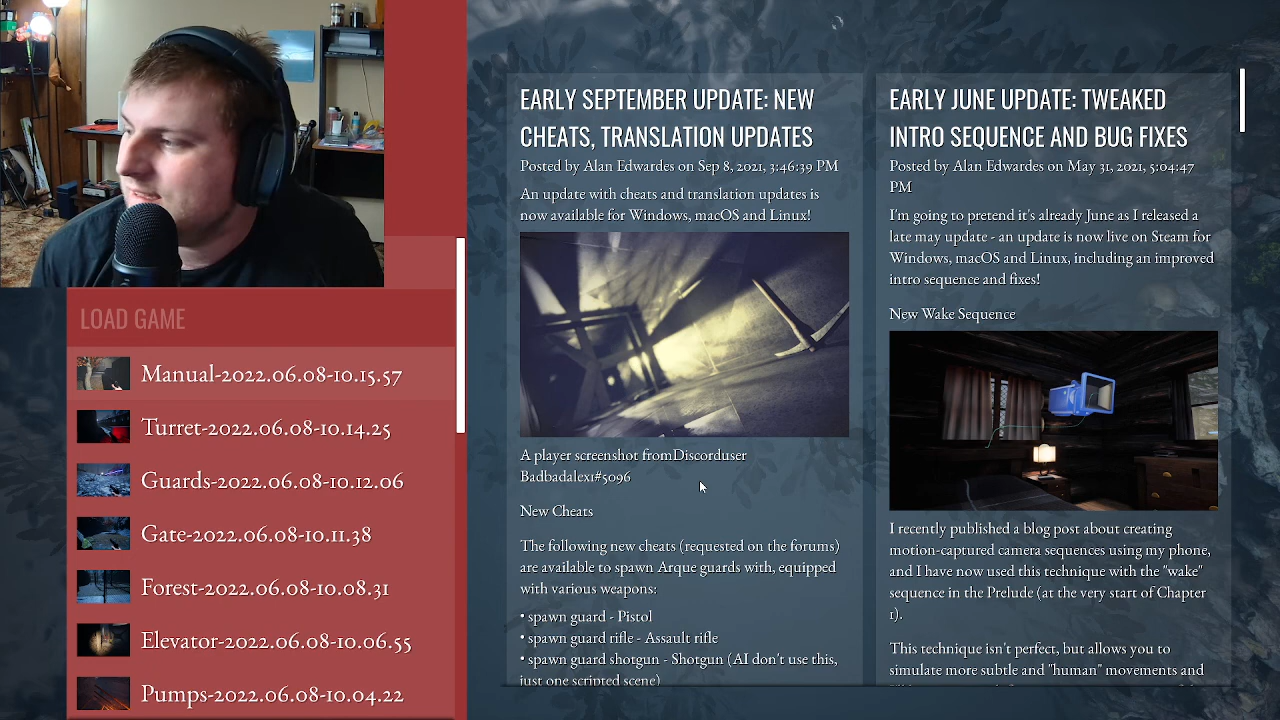 LOAD GAME
Manual-2022.06.08-10.15.57
Turret-2022.06.08-10.14.25
Guards-2022.06.08-10.12.06
Gate-2022.06.08-10.11.38
Forest-2022.06.08-10.08.31
Elevator-2022.06.08-10.06.55
Pumps-2022.06.08-10.04.22
EARLY SEPTEMBER UPDATE: NEW
CHEATS, TRANSLATION UPDATES
Posted by Alan Edwardes on Sep 8, 2021, 3:46:39 PM
An update with cheats and translation updates is
now available for Windows, macOS and Linux!
A player screenshot fromDiscorduser
Badbadalex1#5096
New Cheats
The following new cheats (requested on the forums)
are available to spawn Arque guards with, equipped
with various weapons:
• spawn guard - Pistol
• spawn guard rifle - Assault rifle
• spawn guard shotgun - Shotgun (AI don't use this,
just one scripted scene)
EARLY JUNE UPDATE: TWEAKED
INTRO SEQUENCE AND BUG FIXES
Posted by Alan Edwardes on May 31, 2021, 5:04:47
PM
I'm going to pretend it's already June as I released a
late may update - an update is now live on Steam for
Windows, macOS and Linux, including an improved
intro sequence and fixes!
New Wake Sequence
I recently published a blog post about creating
motion-captured camera sequences using my phone,
and I have now used this technique with the "wake"
sequence in the Prelude (at the very start of Chapter
1).
This technique isn't perfect, but allows you to
simulate more subtle and "human" movements and